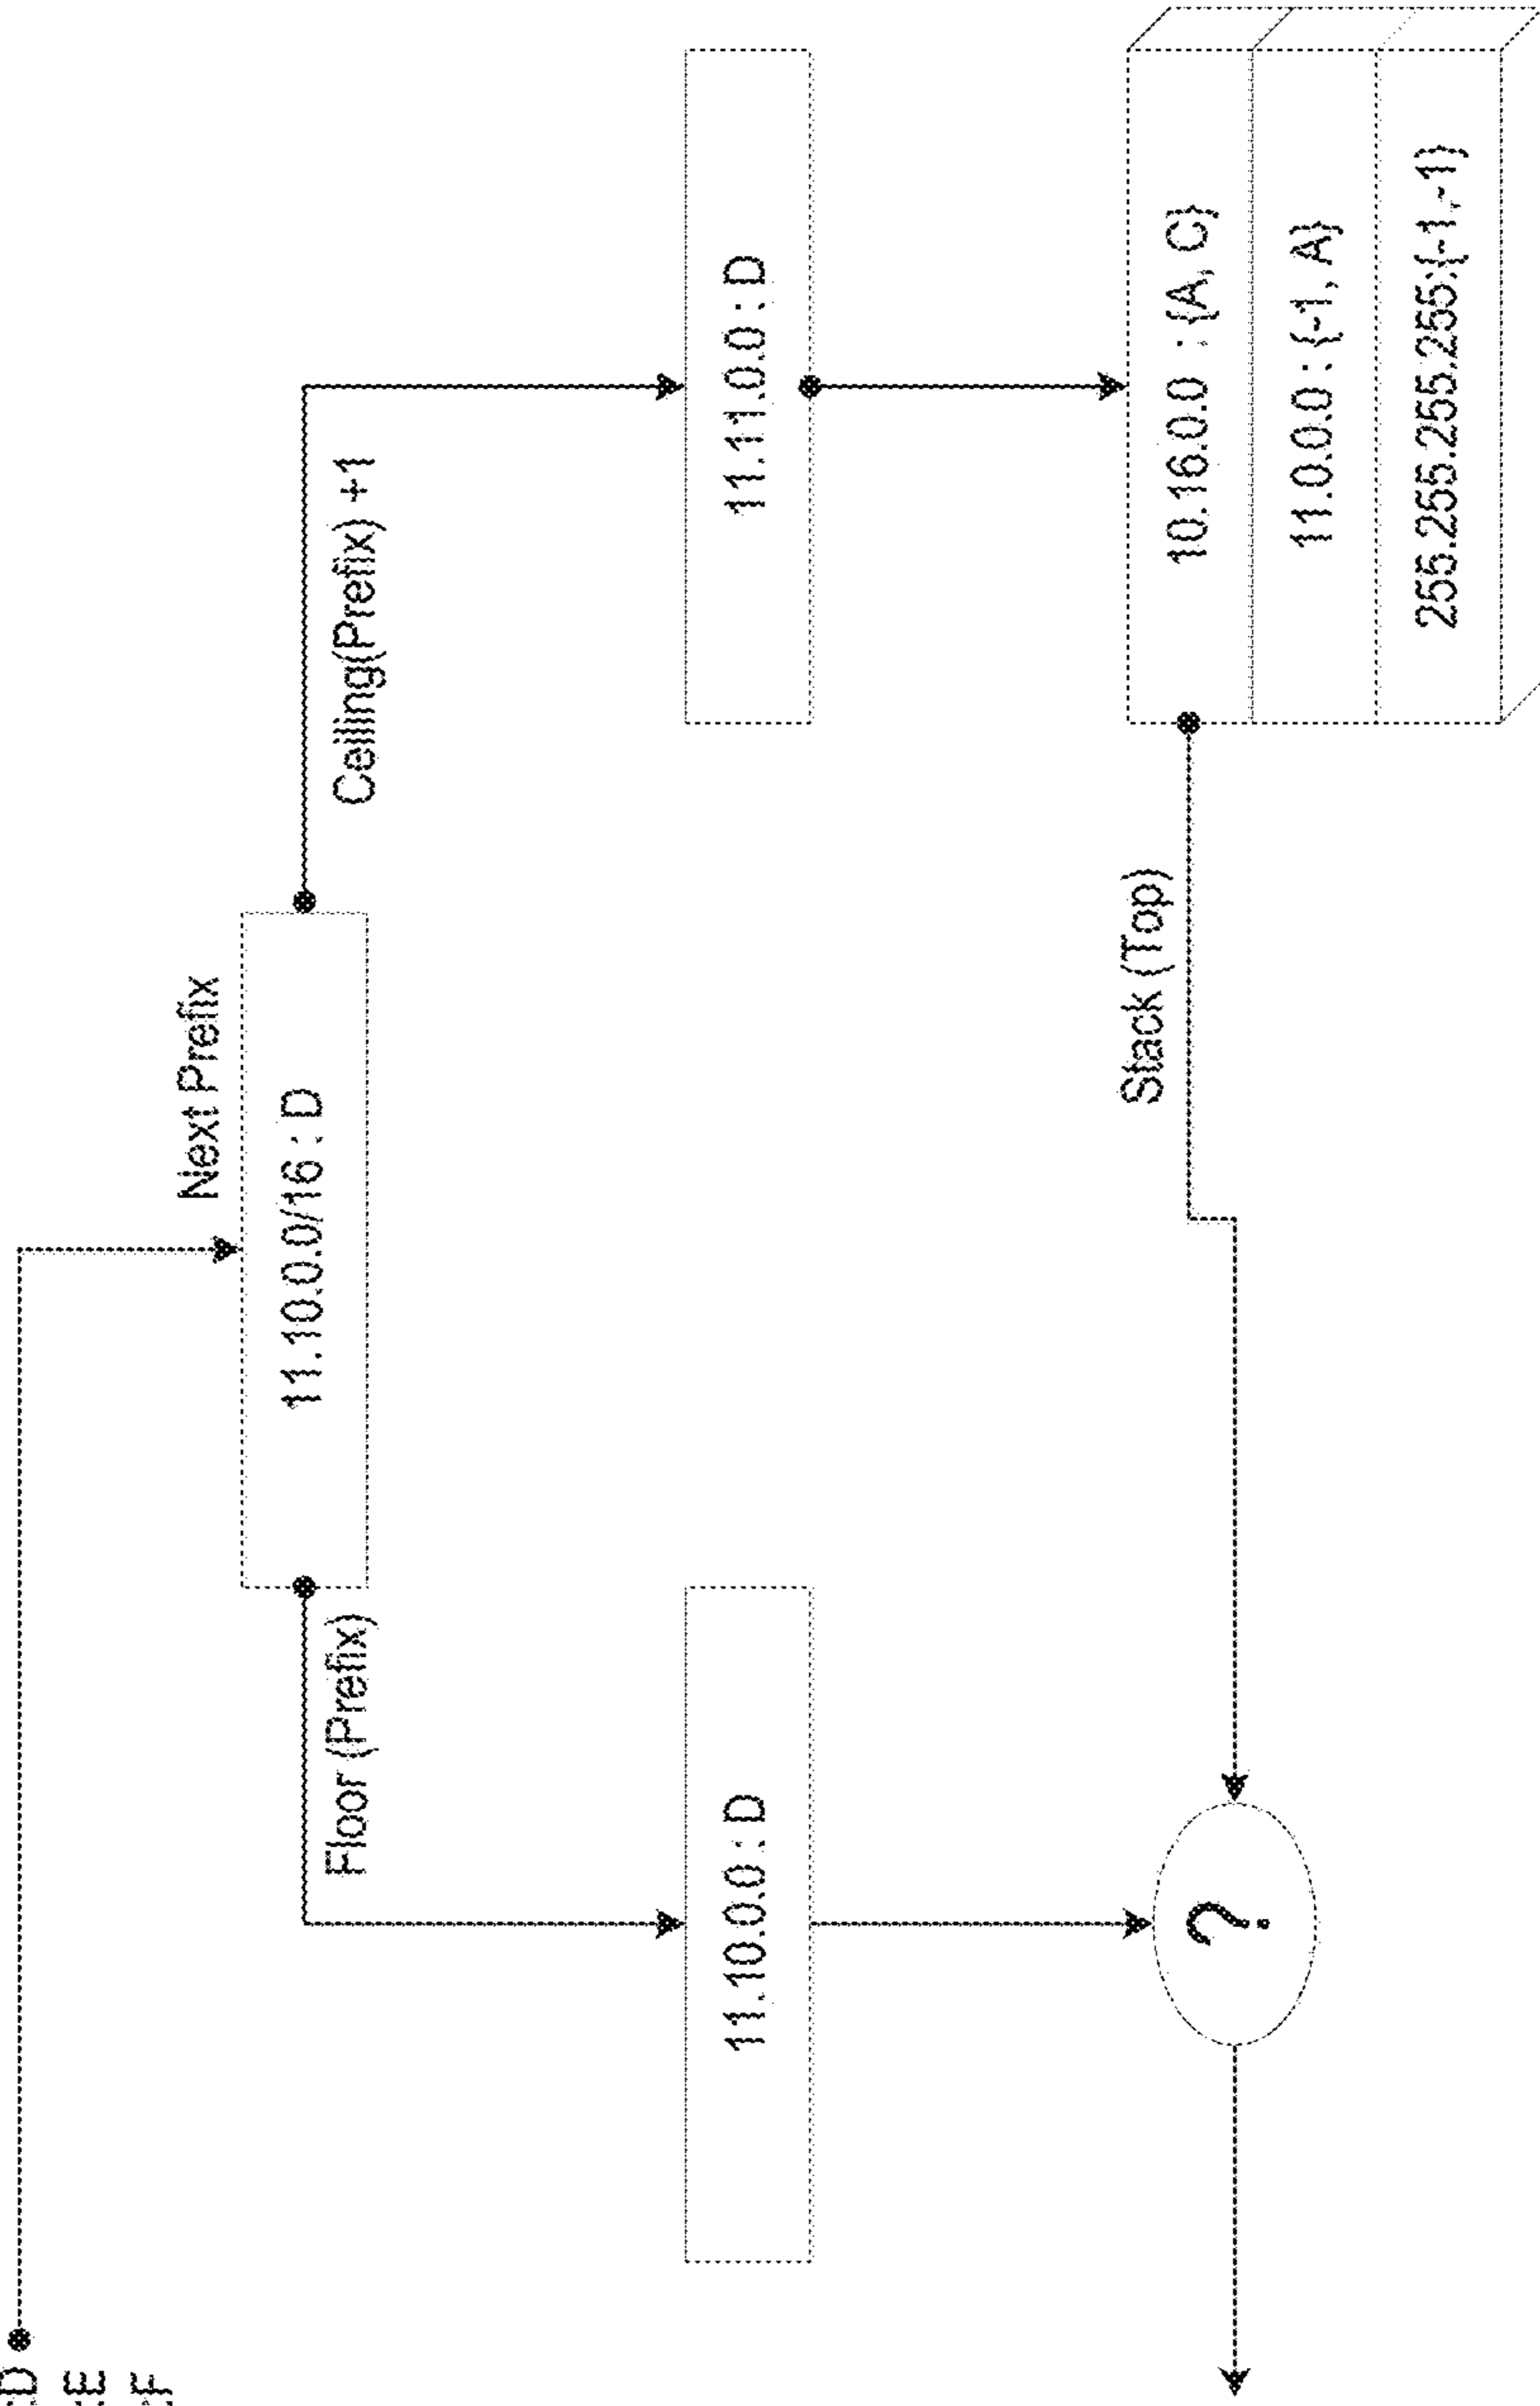 D
E
F
Next Prefix
11.10.0.0/16 : D
Floor (Prefix)
Ceiling(Prefix) +1
11.10.0.0 : D
11.11.0.0 : D
Stack (Top)
?
10.16.0.0 : {A, C}
11.0.0.0 : {-1, A}
255.255.255.255:{-1,-1}